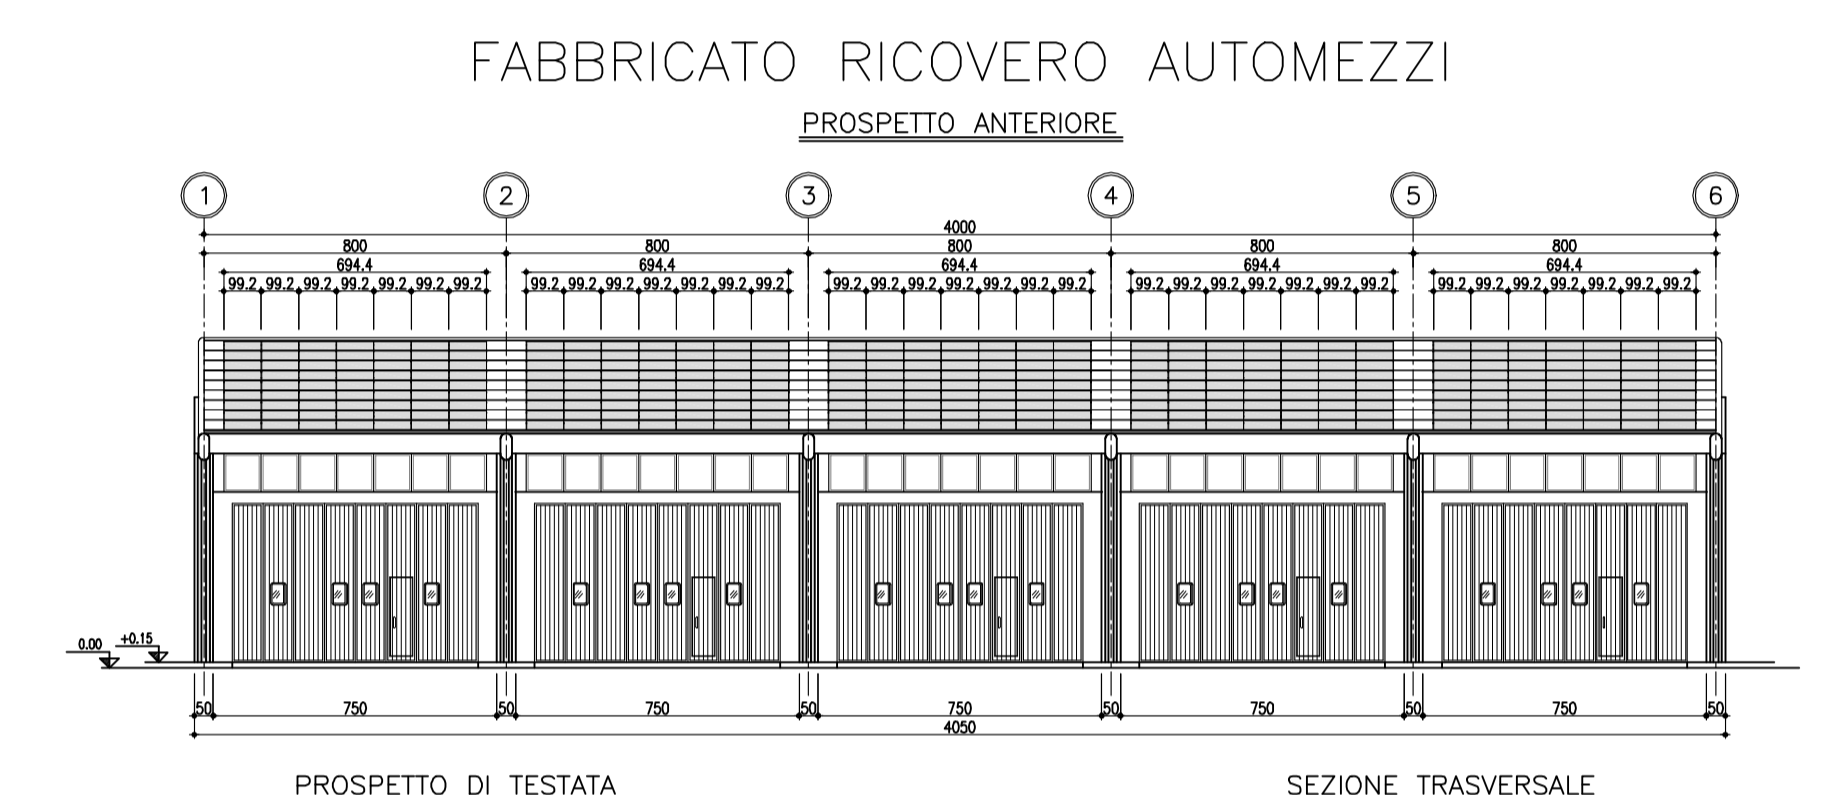 FABBRICATO RICOVERO AUTOMEZZI
PROSPETTO ANTERIORE
1 2 3 4 5 6
4000
800 800 800 800 800
694.4 694.4 694.4 694.4 694.4
99.2 99.2 99.2 99.2 99.2 99.2 99.2 99.2 99.2 99.2 99.2 99.2 99.2 99.2 99.2 99.2 99.2 99.2 99.2 99.2 99.2 99.2 99.2 99.2 99.2 99.2 99.2 99.2 99.2 99.2 99.2 99.2 99.2 99.2 99.2
0.00 +0.15
50 750 50 750 50 750 50 750 50 750 50
4050
PROSPETTO DI TESTATA SEZIONE TRASVERSALE